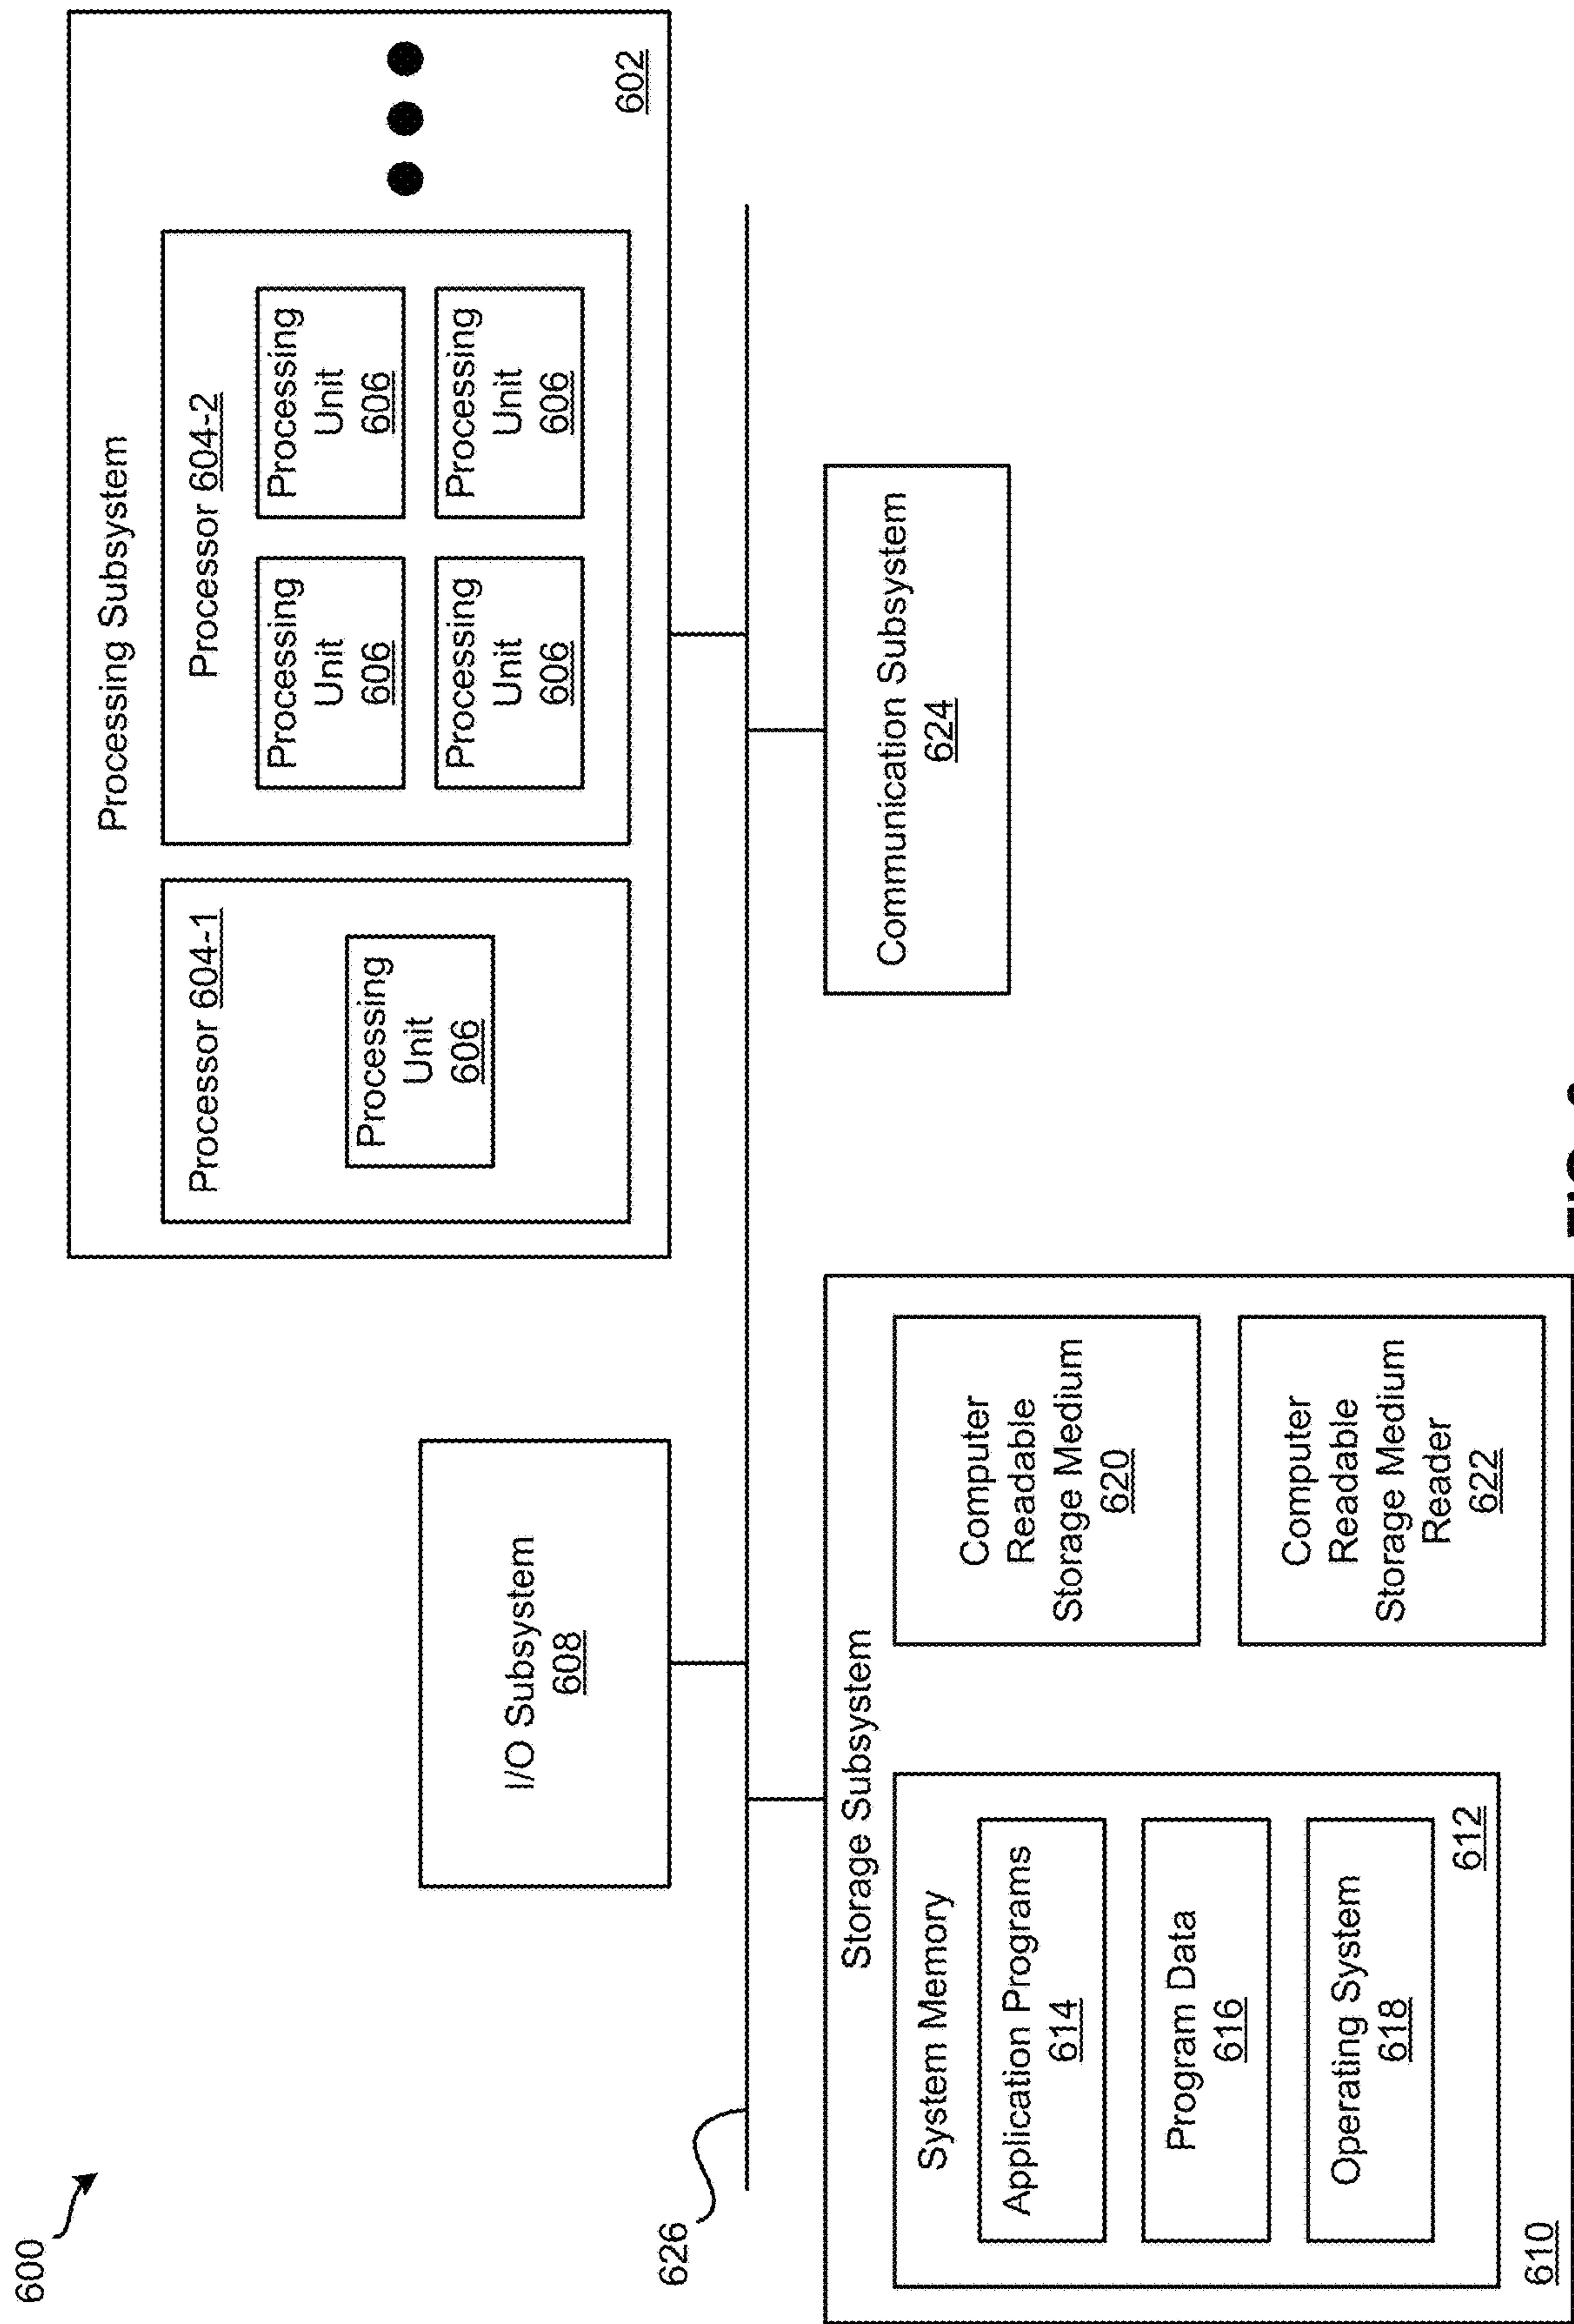 600
Processing Subsystem
Processor 604-1
Processing
Unit
606
Processor 604-2
Processing
Unit
606
Processing
Unit
606
Processing
Unit
606
Processing
Unit
606
602
I/O Subsystem
608
626
Storage Subsystem
System Memory
Application Programs
614
Program Data
616
Operating System
618
612
610
Computer
Readable
Storage Medium
620
Computer
Readable
Storage Medium
Reader
622
Communication Subsystem
624